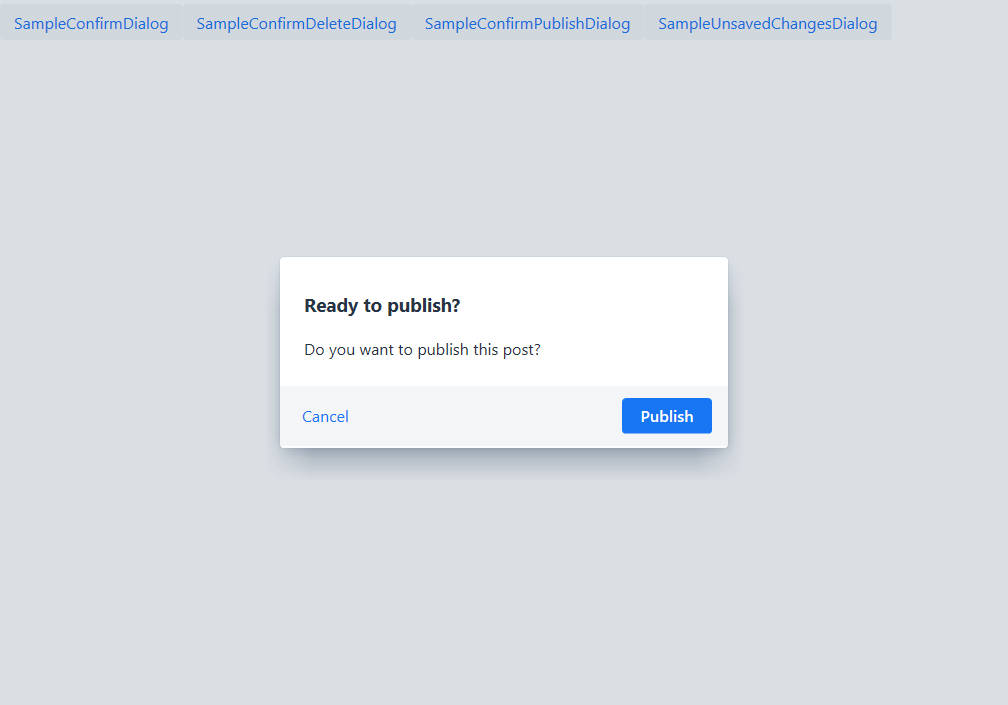 SampleConfirmDialog SampleConfirmDeleteDialog SampleConfirmPublishDialog SampleUnsavedChangesDialog
Ready to publish?
Do you want to publish this post?
Cancel Publish